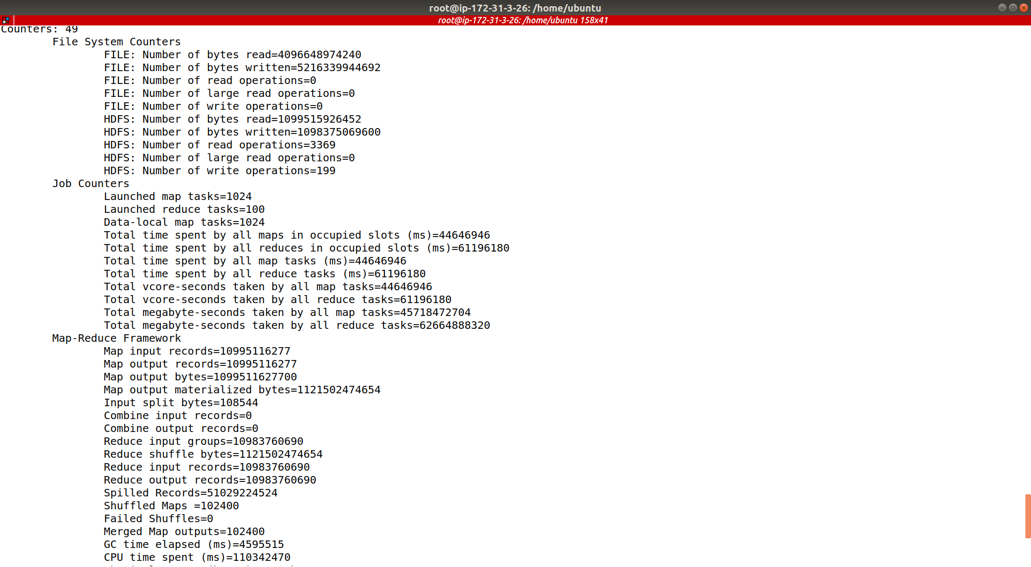 root@ip-172-31-3-26: /home/ubuntu
root@ip-172-31-3-26: /home/ubuntu 158x41
Counters: 49
File System Counters
FILE: Number of bytes read=4096648974240
FILE: Number of bytes written=5216339944692
FILE: Number of read operations=0
FILE: Number of large read operations=0
FILE: Number of write operations=0
HDFS: Number of bytes read=1099515926452
HDFS: Number of bytes written=1098375069600
HDFS: Number of read operations=3369
HDFS: Number of large read operations=0
HDFS: Number of write operations=199
Job Counters
Launched map tasks=1024
Launched reduce tasks=100
Data-local map tasks=1024
Total time spent by all maps in occupied slots (ms)=44646946
Total time spent by all reduces in occupied slots (ms)=61196180
Total time spent by all map tasks (ms)=44646946
Total time spent by all reduce tasks (ms)=61196180
Total vcore-seconds taken by all map tasks=44646946
Total vcore-seconds taken by all reduce tasks=61196180
Total megabyte-seconds taken by all map tasks=45718472704
Total megabyte-seconds taken by all reduce tasks=62664888320
Map-Reduce Framework
Map input records=10995116277
Map output records=10995116277
Map output bytes=1099511627700
Map output materialized bytes=1121502474654
Input split bytes=108544
Combine input records=0
Combine output records=0
Reduce input groups=10983760690
Reduce shuffle bytes=1121502474654
Reduce input records=10983760690
Reduce output records=10983760690
Spilled Records=51029224524
Shuffled Maps =102400
Failed Shuffles=0
Merged Map outputs=102400
GC time elapsed (ms)=4595515
CPU time spent (ms)=110342470